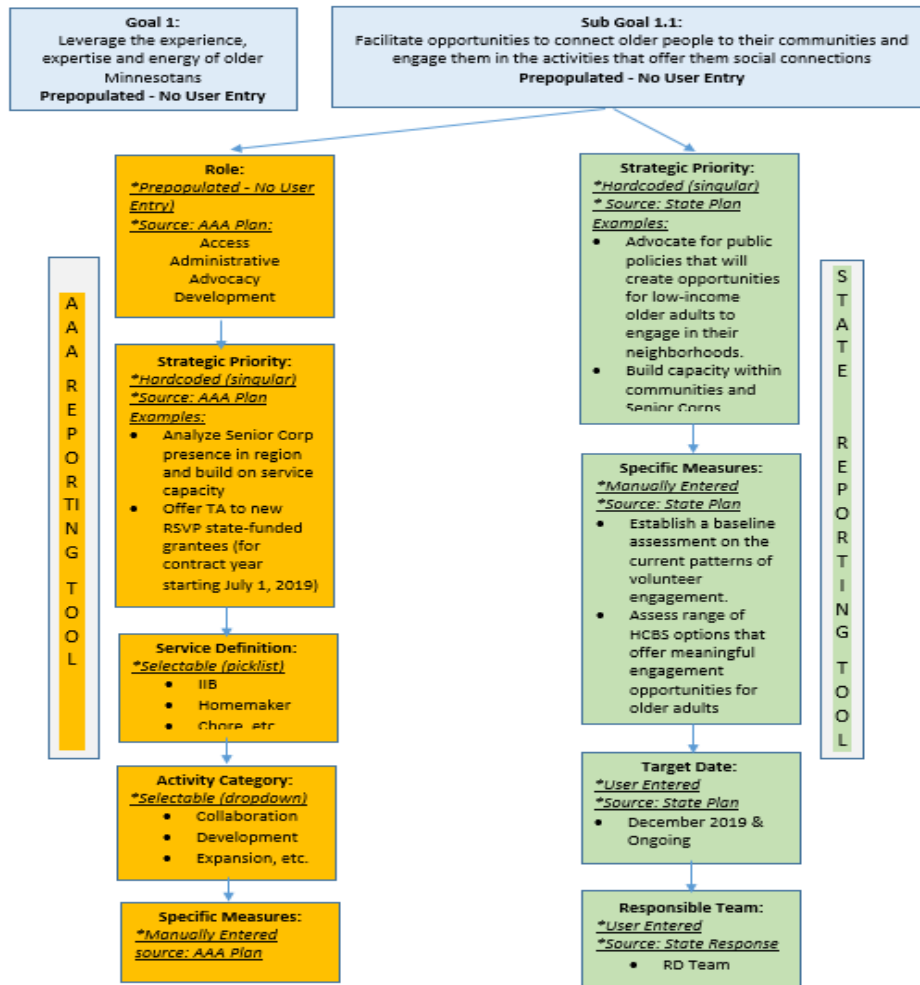 Goal 1:
Leverage the experience,
expertise and energy of older
Minnesotans
Prepopulated - No User Entry
Sub Goal 1.1:
Facilitate opportunities to connect older people to their communities and
engage them in the activities that offer them social connections
Prepopulated - No User Entry
AAA REPORTING TOOL
Role:
*Prepopulated - No User
Entry)
*Source: AAA Plan:
Access
Administrative
Advocacy
Development
Strategic Priority:
*Hardcoded (singular)
*Source: AAA Plan
Examples:
• Analyze Senior Corp
presence in region
and build on service
capacity
• Offer TA to new
RSVP state-funded
grantees (for
contract year
starting July 1, 2019)
Service Definition:
*Selectable (picklist)
• IIB
• Homemaker
• Chore, etc
Activity Category:
*Selectable (dropdown)
• Collaboration
• Development
• Expansion, etc.
Specific Measures:
*Manually Entered
source: AAA Plan
Strategic Priority:
*Hardcoded (singular)
* Source: State Plan
Examples:
• Advocate for public
policies that will
create opportunities
for low-income
older adults to
engage in their
neighborhoods.
• Build capacity within
communities and
Senior Corps
Specific Measures:
*Manually Entered
*Source: State Plan
• Establish a baseline
assessment on the
current patterns of
volunteer
engagement.
• Assess range of
HCBS options that
offer meaningful
engagement
opportunities for
older adults
Target Date:
*User Entered
*Source: State Plan
• December 2019 &
Ongoing
Responsible Team:
*User Entered
*Source: State Response
• RD Team
STATE REPORTING TOOL